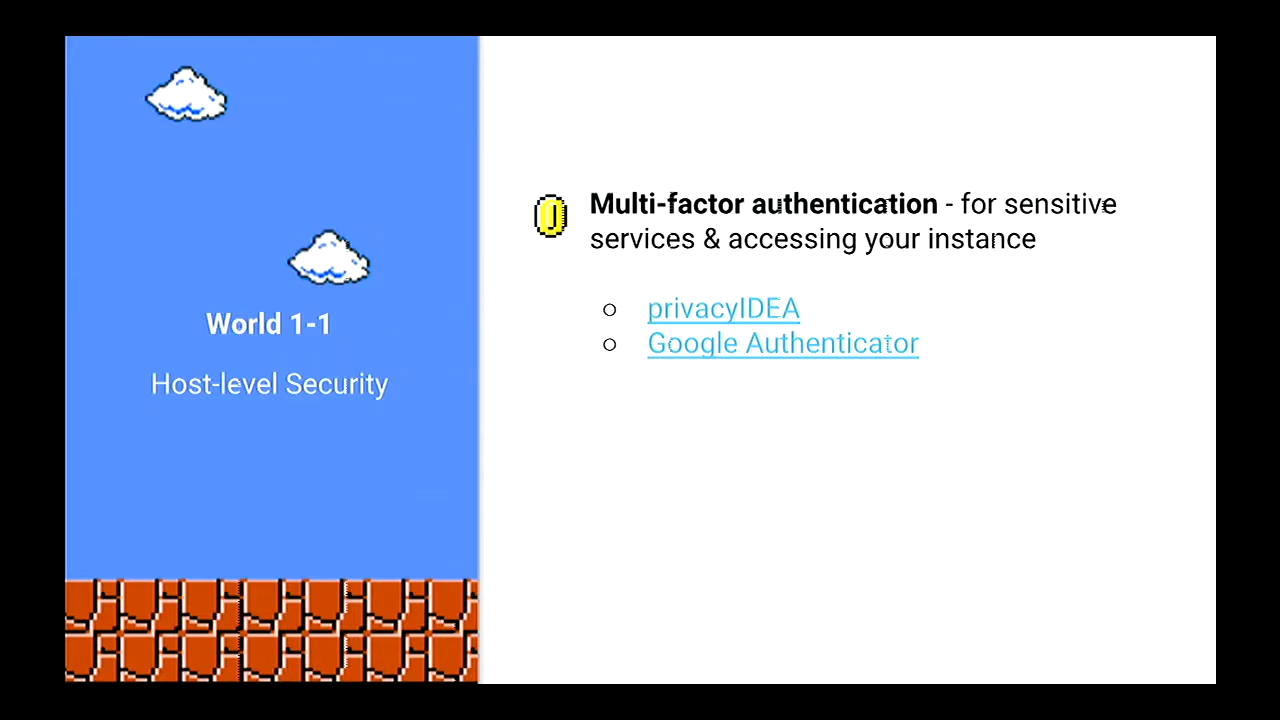 World 1-1
Host-level Security
Multi-factor authentication - for sensitive
services & accessing your instance
privacyIDEA
Google Authenticator